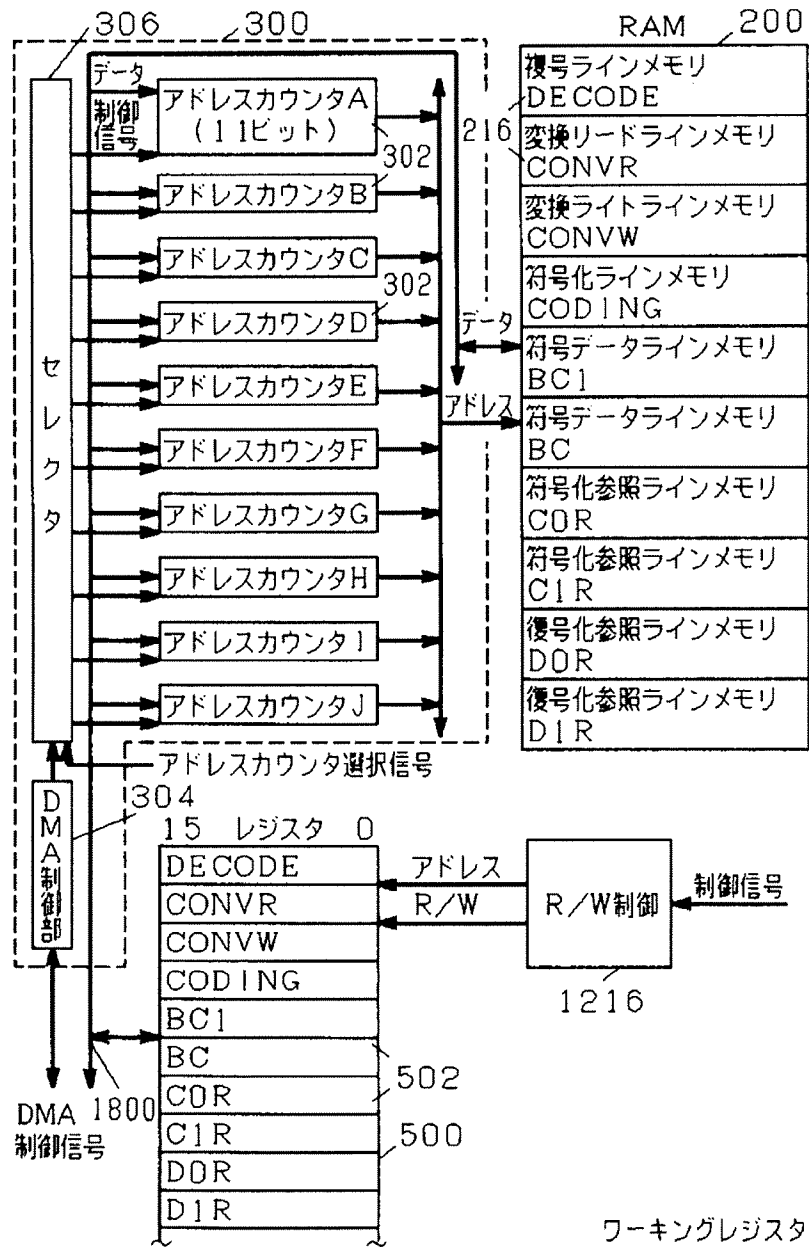 306
300
RAM
200
データ
制御
信号
アドレスカウンタA
(11ビット)
302
アドレスカウンタB
302
アドレスカウンタC
アドレスカウンタD
アドレスカウンタE
アドレスカウンタF
アドレスカウンタG
アドレスカウンタH
アドレスカウンタI
アドレスカウンタJ
セレクタ
データ
アドレス
216
復号ラインメモリ
DECODE
変換リードラインメモリ
CONVR
変換ライトラインメモリ
CONVW
符号化ラインメモリ
CODING
符号データラインメモリ
BC1
符号データラインメモリ
BC
符号化参照ラインメモリ
C0R
符号化参照ラインメモリ
C1R
復号化参照ラインメモリ
D0R
復号化参照ラインメモリ
D1R
アドレスカウンタ選択信号
DMA制御部
304
15 レジスタ 0
DECODE
CONVR
CONVW
CODING
BC1
BC
C0R
C1R
D0R
D1R
アドレス
R/W
R/W制御
制御信号
1216
502
500
1800
DMA
制御信号
ワーキングレジスタ